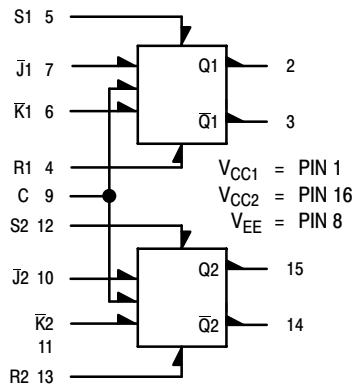 S1 5
J̅1 7
Q1 2
K̅1 6
Q̅1 3
R1 4
C 9
S2 12
VCC1 = PIN 1
VCC2 = PIN 16
VEE = PIN 8
J̅2 10
Q2 15
K̅2
11
Q̅2 14
R2 13